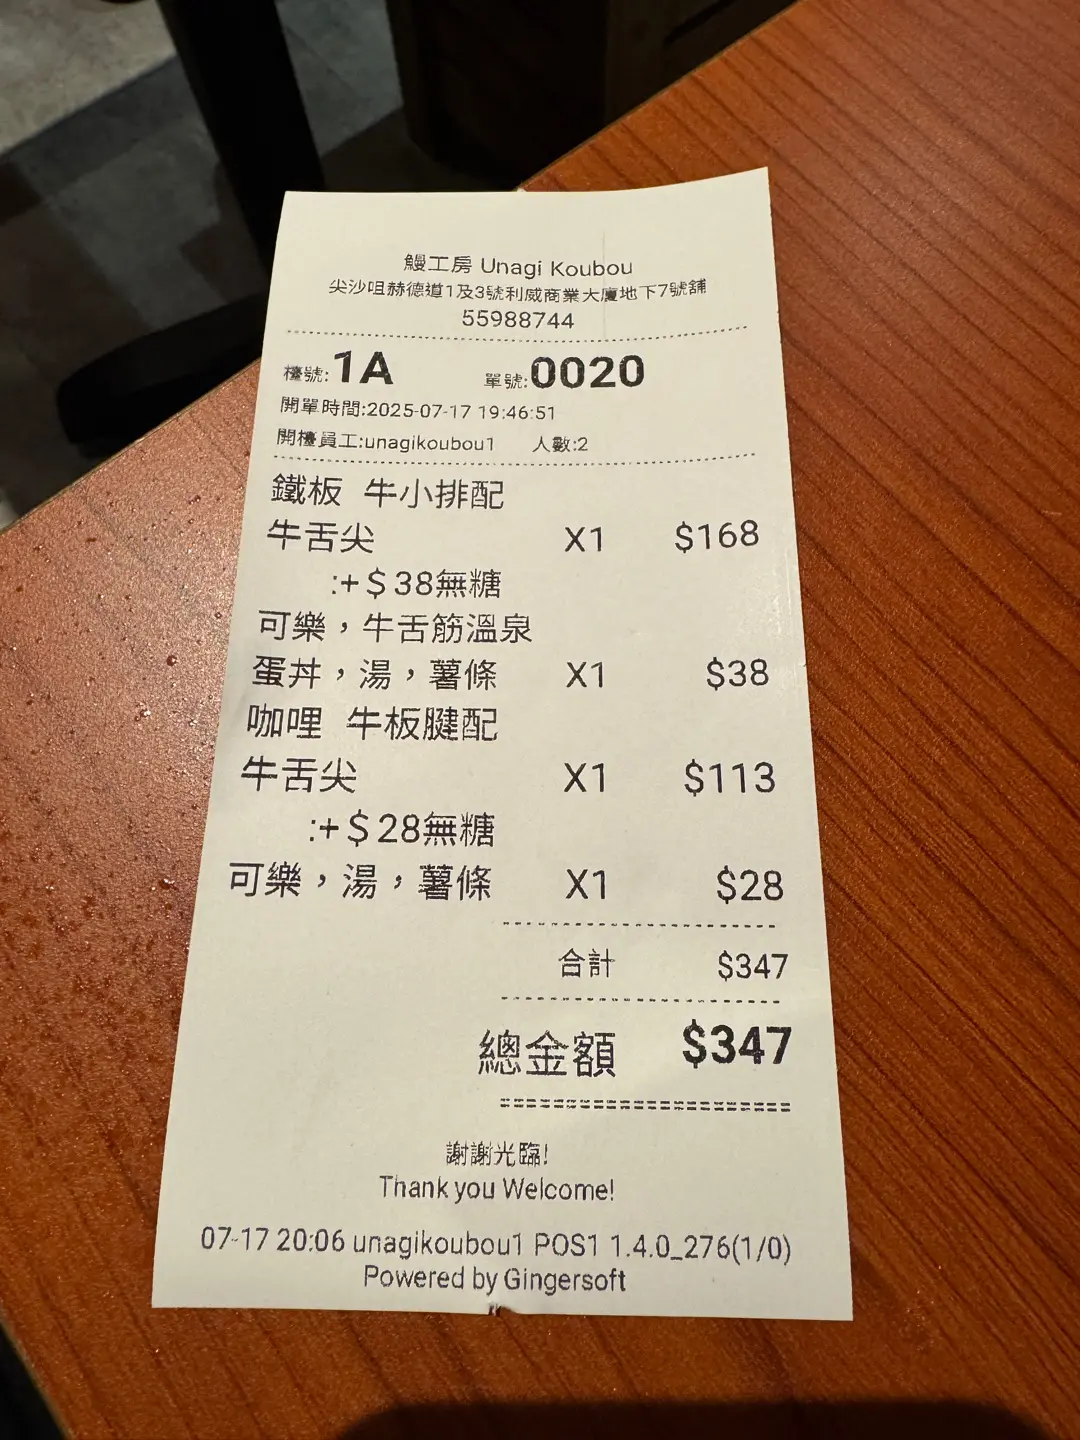 鰻工房 Unagi Koubou
尖沙咀赫德道1及3號利威商業大廈地下7號舖
55988744
檯號:1A 單號:0020
開單時間:2025-07-17 19:46:51
開檯員工:unagikoubou1 人數:2
鐵板 牛小排配
牛舌尖 X1 $168
:+$38無糖
可樂，牛舌筋溫泉
蛋丼，湯，薯條 X1 $38
咖哩 牛板腱配
牛舌尖 X1 $113
:+$28無糖
可樂，湯，薯條 X1 $28
合計 $347
總金額 $347
謝謝光臨!
Thank you Welcome!
07-17 20:06 unagikoubou1 POS1 1.4.0_276(1/0)
Powered by Gingersoft